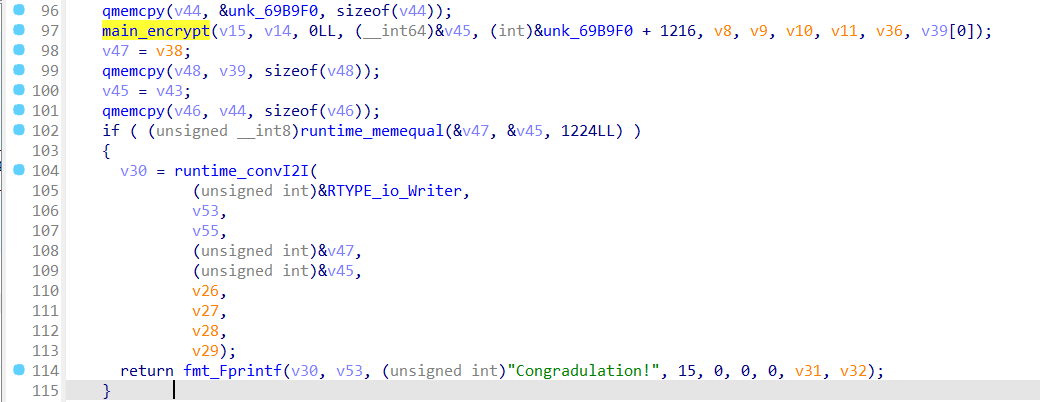 96 qmemcpy(v44, &unk_69B9F0, sizeof(v44));
97 main_encrypt(v15, v14, 0LL, (__int64)&v45, (int)&unk_69B9F0 + 1216, v8, v9, v10, v11, v36, v39[0]);
98 v47 = v38;
99 qmemcpy(v48, v39, sizeof(v48));
100 v45 = v43;
101 qmemcpy(v46, v44, sizeof(v46));
102 if ( (unsigned __int8)runtime_memequal(&v47, &v45, 1224LL) )
103 {
104 v30 = runtime_convI2I(
105 (unsigned int)&RTYPE_io_Writer,
106 v53,
107 v55,
108 (unsigned int)&v47,
109 (unsigned int)&v45,
110 v26,
111 v27,
112 v28,
113 v29);
114 return fmt_Fprintf(v30, v53, (unsigned int)"Congradulation!", 15, 0, 0, 0, v31, v32);
115 }